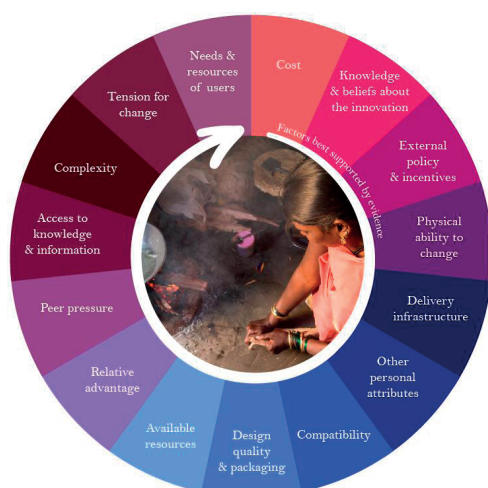 Cost
Knowledge
& beliefs about
the innovation
External
policy
& incentives
Physical
ability to
change
Delivery
infrastructure
Other
personal
attributes
Compatibility
Design
quality
& packaging
Available
resources
Relative
advantage
Peer pressure
Access to
knowledge
& information
Complexity
Tension for
change
Needs &
resources
of users
Factors best supported by evidence